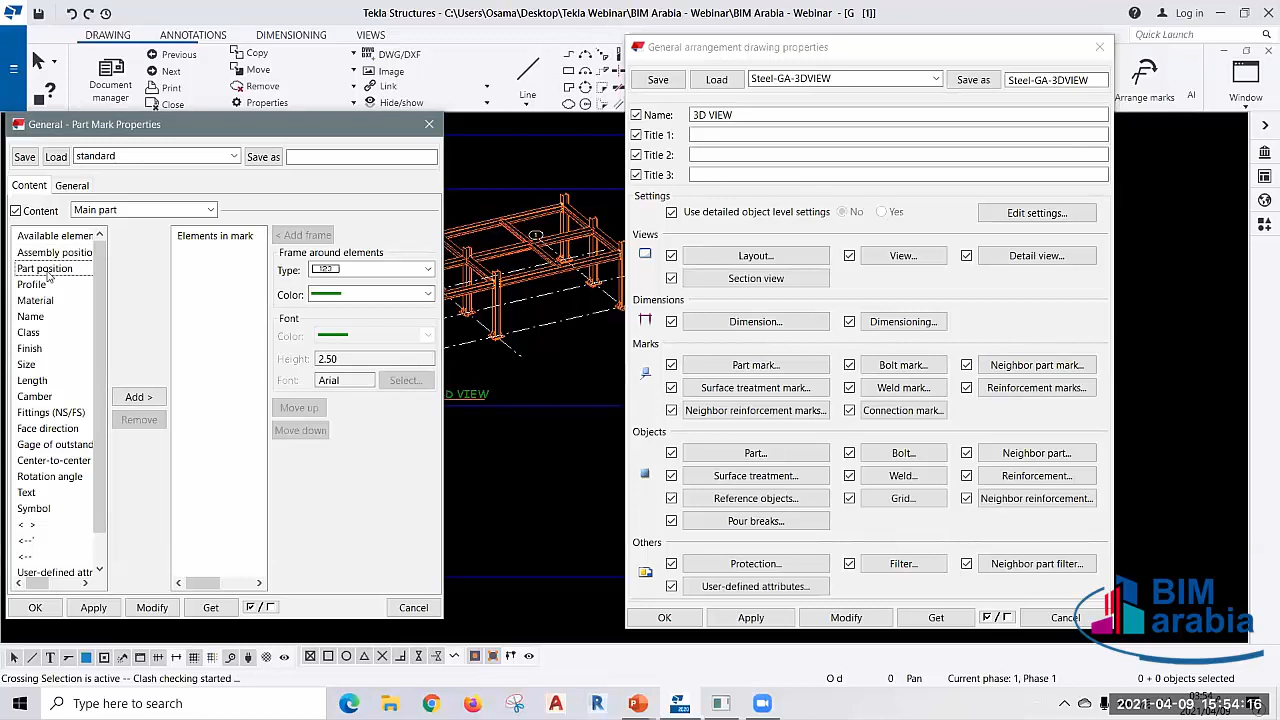 Tekla Structures - C:\Users\Osama\Desktop\Tekla Webinar\BIM Arabia - Webinar\BIM Arabia - Webinar - [G [1]]
Log in
DRAWING
ANNOTATIONS
DIMENSIONING
VIEWS
Quick Launch
Document manager
Previous
Next
Print
Close
Copy
Move
Remove
Properties
DWG/DXF
Image
Link
Hide/show
Line
Arrange marks
Window
General - Part Mark Properties
Save
Load
standard
Save as
Content
General
Content
Main part
Available elemen
Assembly positio
Part position
Profile
Material
Name
Class
Finish
Size
Length
Camber
Fittings (NS/FS)
Face direction
Gage of outstand
Center-to-center
Rotation angle
Text
Symbol
< >
<--'
<--
User-defined attr
Add >
Remove
Elements in mark
< Add frame
Frame around elements
Type:
123
Color:
Font
Color:
Height:
2.50
Font:
Arial
Select...
Move up
Move down
OK
Apply
Modify
Get
Cancel
D VIEW
General arrangement drawing properties
Save
Load
Steel-GA-3DVIEW
Save as
Steel-GA-3DVIEW
Name:
3D VIEW
Title 1:
Title 2:
Title 3:
Settings
Use detailed object level settings
No
Yes
Edit settings...
Views
Layout...
View...
Detail view...
Section view
Dimensions
Dimension...
Dimensioning...
Marks
Part mark...
Bolt mark...
Neighbor part mark...
Surface treatment mark...
Weld mark...
Reinforcement marks...
Neighbor reinforcement marks...
Connection mark...
Objects
Part...
Bolt...
Neighbor part...
Surface treatment...
Weld...
Reinforcement...
Reference objects...
Grid...
Neighbor reinforcement...
Pour breaks...
Others
Protection...
Filter...
Neighbor part filter...
User-defined attributes...
OK
Apply
Modify
Get
Cancel
BIM
arabia
Crossing Selection is active -- Clash checking started ...
O d
0
Pan
Current phase: 1, Phase 1
0 + 0 objects selected
Type here to search
2021-04-09, 15:54:16